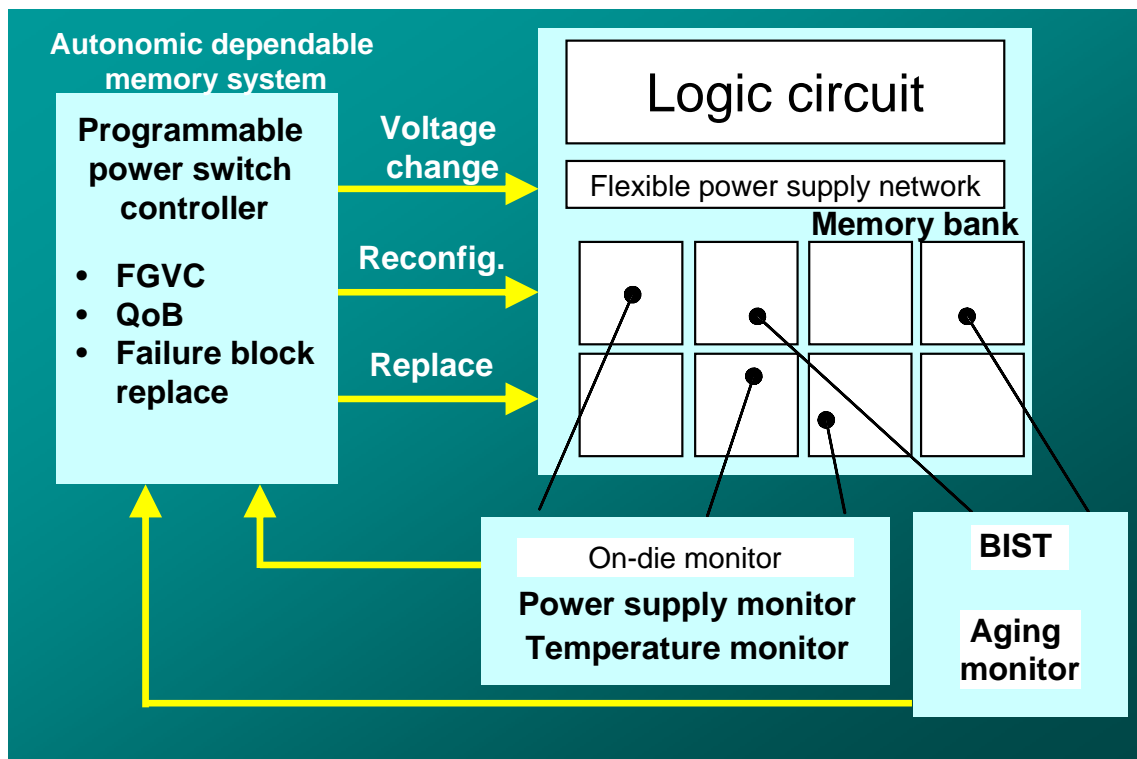 Autonomic dependable
memory system
Programmable
power switch
controller
• FGVC
• QoB
• Failure block
replace
Voltage
change
Reconfig.
Replace
Logic circuit
Flexible power supply network
Memory bank
On-die monitor
Power supply monitor
Temperature monitor
BIST
Aging
monitor